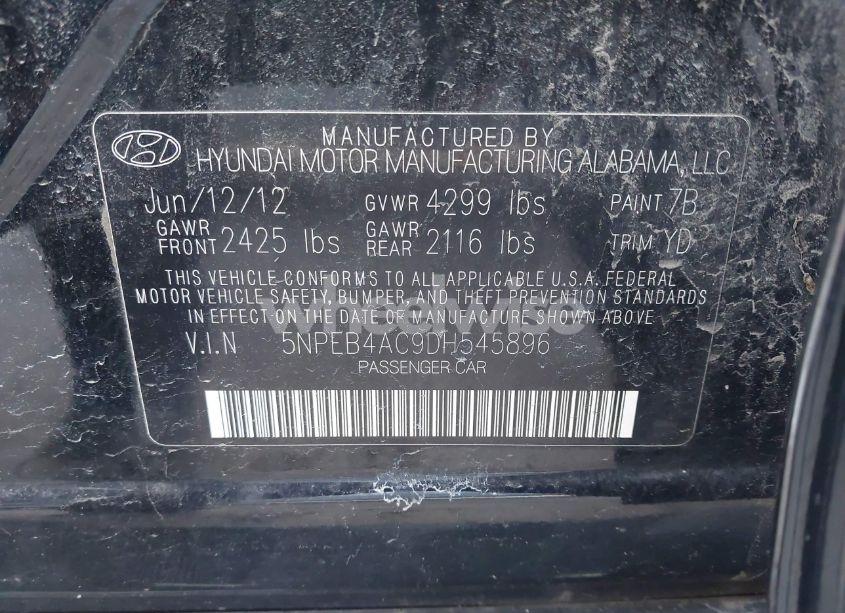 MANUFACTURED BY
HYUNDAI MOTOR MANUFACTURING ALABAMA, LLC
Jun/12/12 GVWR 4299 lbs PAINT 7B
GAWR FRONT 2425 lbs GAWR REAR 2116 lbs TRIM YD
THIS VEHICLE CONFORMS TO ALL APPLICABLE U.S.A. FEDERAL
MOTOR VEHICLE SAFETY, BUMPER, AND THEFT PREVENTION STANDARDS
IN EFFECT ON THE DATE OF MANUFACTURE SHOWN ABOVE.
V.I.N 5NPEB4AC9DH545896
PASSENGER CAR